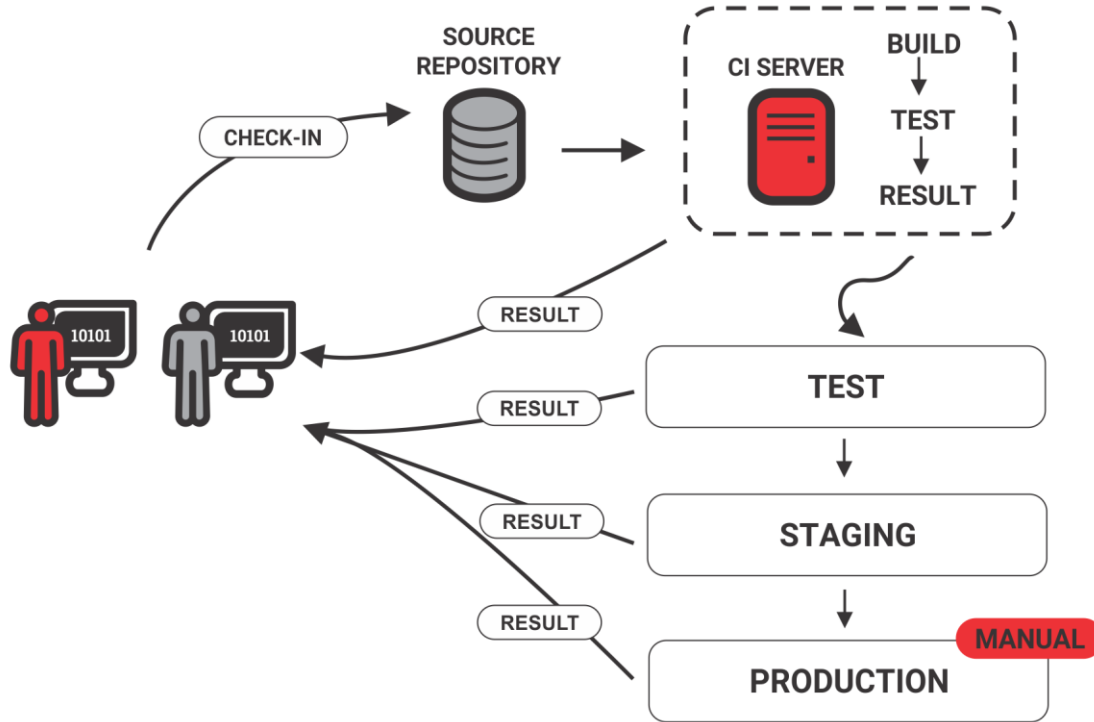 SOURCE
REPOSITORY
CI SERVER
BUILD
TEST
RESULT
CHECK-IN
10101
10101
RESULT
RESULT
RESULT
RESULT
TEST
STAGING
MANUAL
PRODUCTION